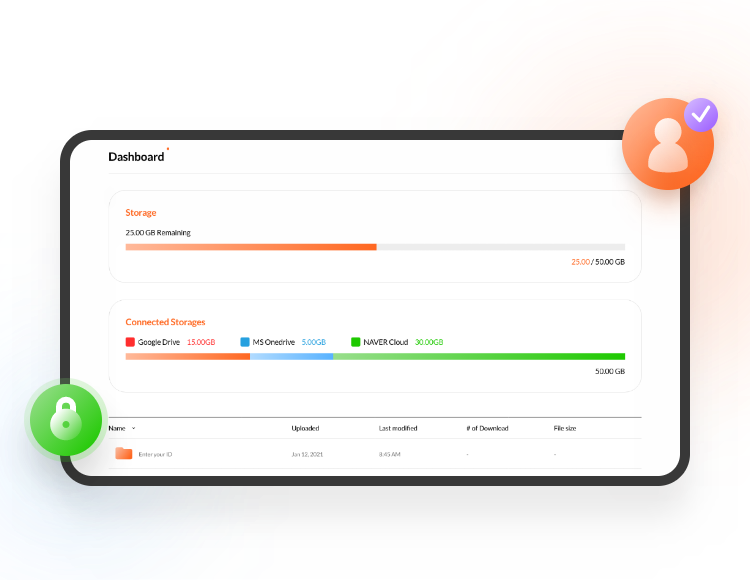 Dashboard
Storage
25.00 GB Remaining
25.00 / 50.00 GB
Connected Storages
Google Drive 15.00GB MS Onedrive 5.00GB NAVER Cloud 30.00GB
50.00 GB
Name Uploaded Last modified # of Download File size
Enter your ID Jan 12, 2021 8:45 AM - -